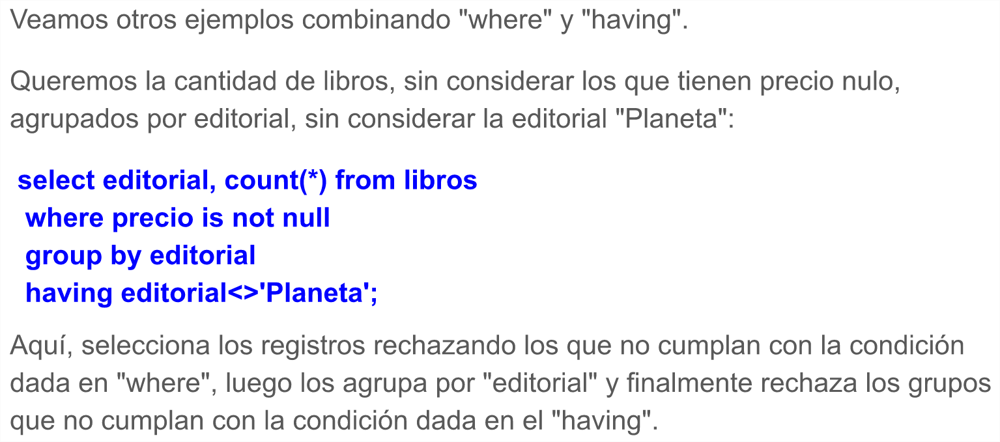 Veamos otros ejemplos combinando "where" y "having".
Queremos la cantidad de libros, sin considerar los que tienen precio nulo,
agrupados por editorial, sin considerar la editorial "Planeta":
select editorial, count(*) from libros
where precio is not null
group by editorial
having editorial<>'Planeta';
Aquí, selecciona los registros rechazando los que no cumplan con la condición
dada en "where", luego los agrupa por "editorial" y finalmente rechaza los grupos
que no cumplan con la condición dada en el "having".